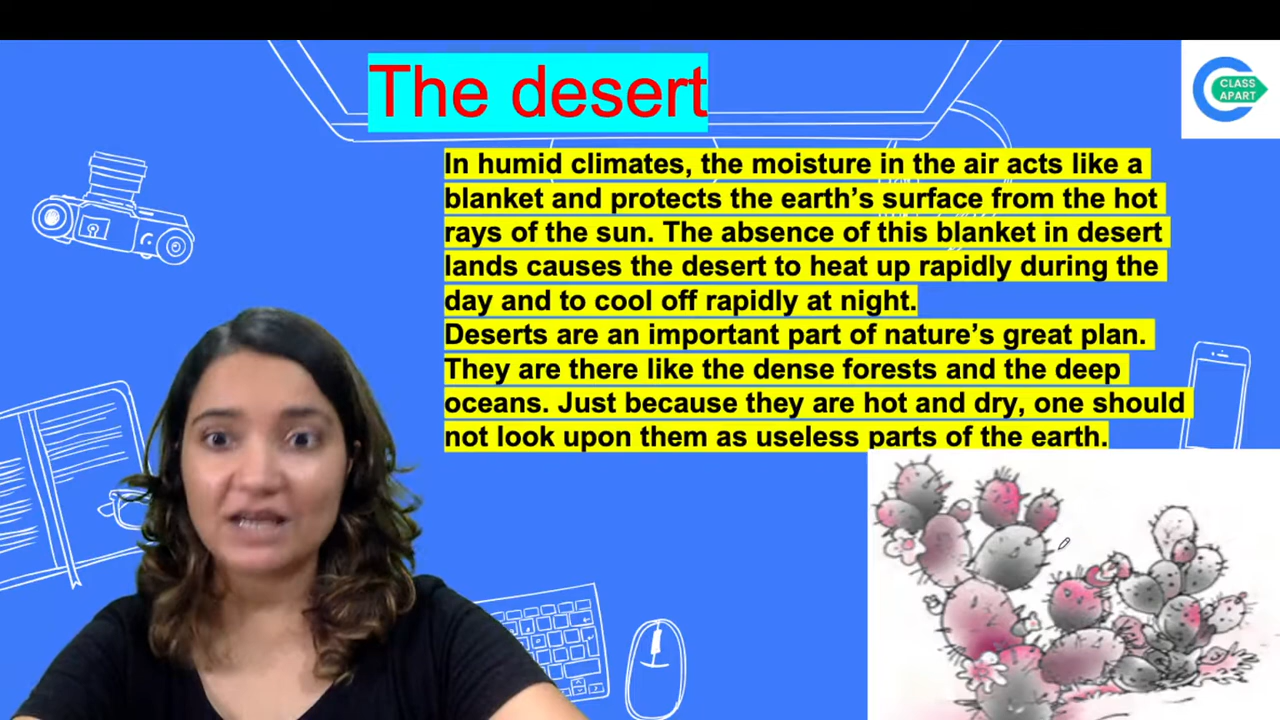 The desert
CLASS
APART
In humid climates, the moisture in the air acts like a
blanket and protects the earth’s surface from the hot
rays of the sun. The absence of this blanket in desert
lands causes the desert to heat up rapidly during the
day and to cool off rapidly at night.
Deserts are an important part of nature’s great plan.
They are there like the dense forests and the deep
oceans. Just because they are hot and dry, one should
not look upon them as useless parts of the earth.